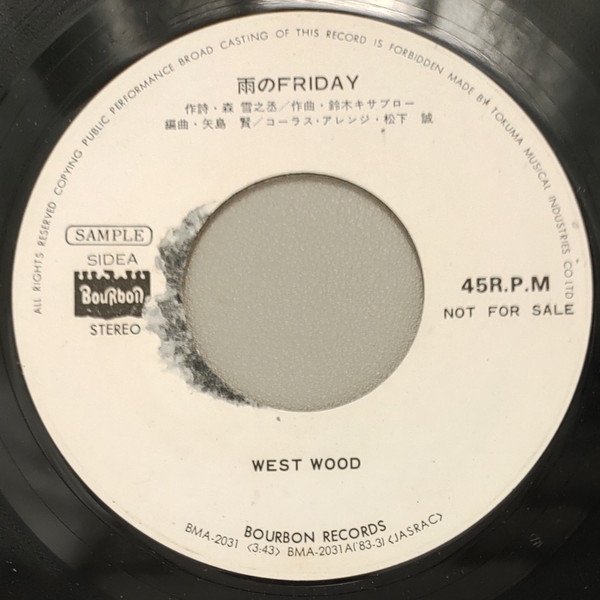 ALL RIGHTS RESERVED COPYING PUBLIC PERFORMANCE BROAD CASTING OF THIS RECORD IS FORBIDDEN MADE BY TOKUMA MUSICAL INDUSTRIES CO LTD
雨のFRIDAY
作詩・森 雪之丞/作曲・鈴木キサブロー
編曲・矢島 賢/コーラス・アレンジ・松下 誠
SAMPLE
SIDEA
BouRbon
STEREO
45R.P.M
NOT FOR SALE
WEST WOOD
BOURBON RECORDS
BMA-2031 <3:43> BMA-2031A('83-3) <JASRAC>